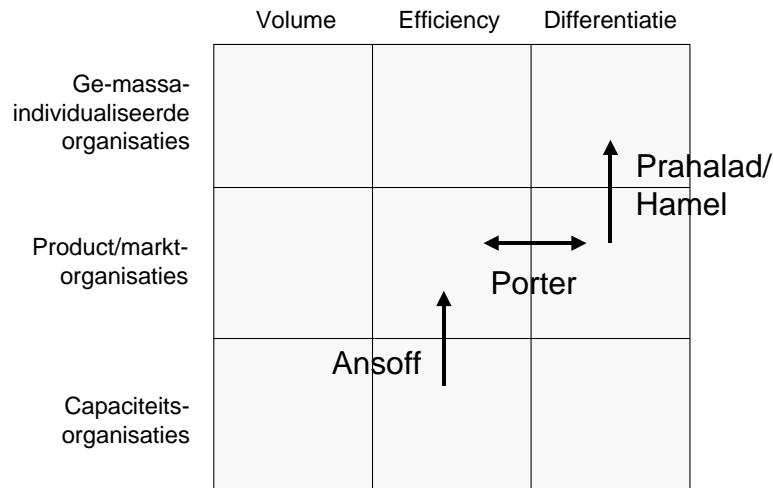 Volume Efficiency Differentiatie
Ge-massa-
individualiseerde
organisaties
Prahalad/
Hamel
Product/markt-
organisaties
Porter
Ansoff
Capaciteits-
organisaties